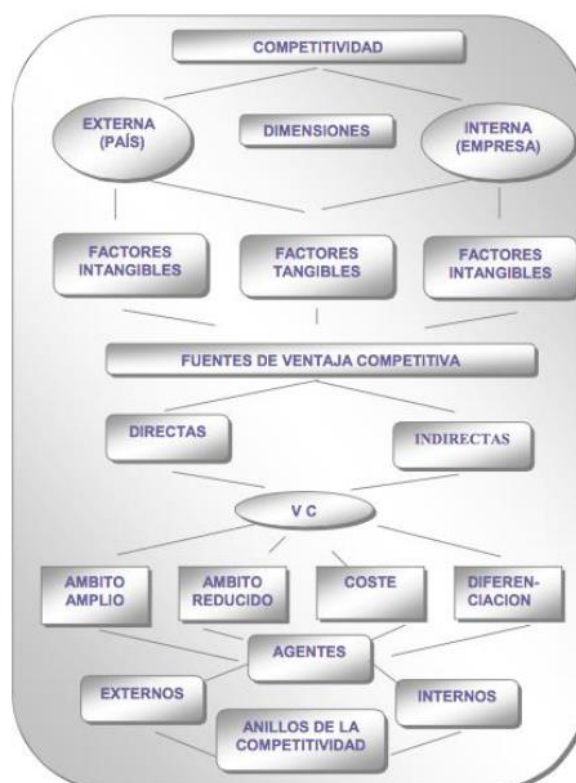 COMPETITIVIDAD
EXTERNA
(PAÍS)
DIMENSIONES
INTERNA
(EMPRESA)
FACTORES
INTANGIBLES
FACTORES
TANGIBLES
FACTORES
INTANGIBLES
FUENTES DE VENTAJA COMPETITIVA
DIRECTAS
INDIRECTAS
V C
AMBITO
AMPLIO
AMBITO
REDUCIDO
COSTE
DIFEREN-
CIACION
AGENTES
EXTERNOS
INTERNOS
ANILLOS DE LA
COMPETITIVIDAD